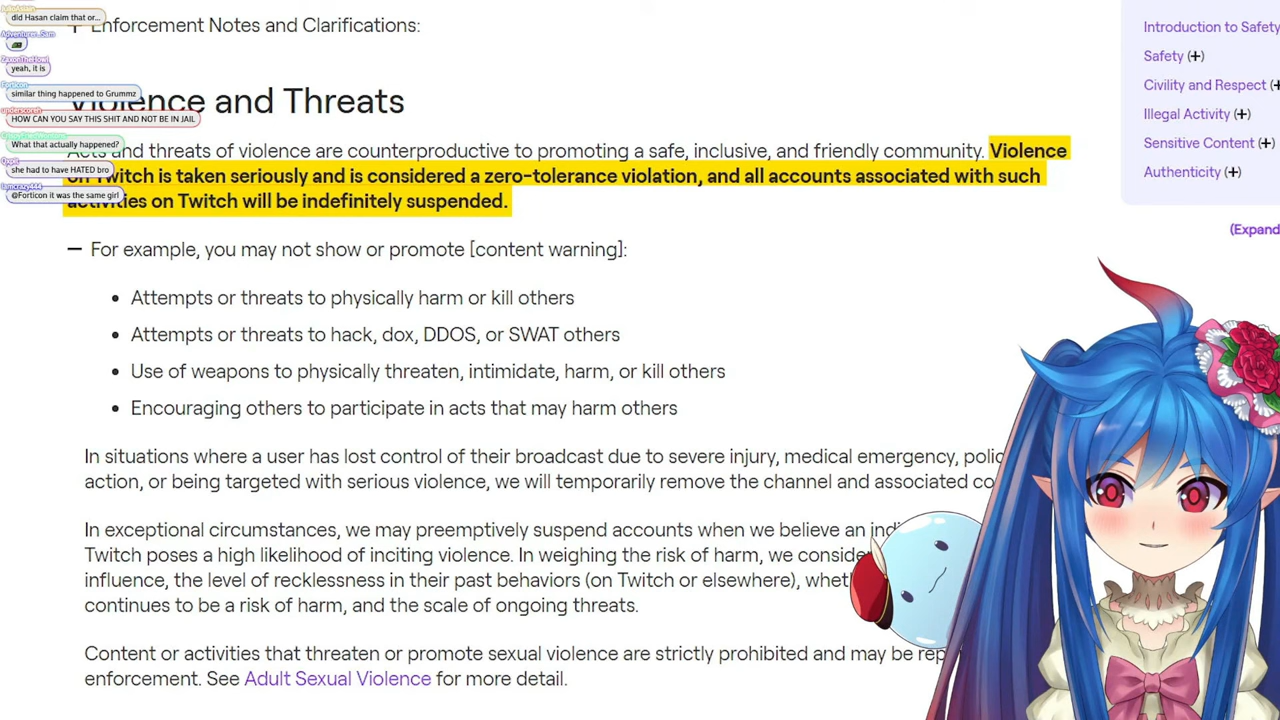 did Hasan claim that or...
Adventurer_Sam
ZaxonTheHowl
yeah, it is
Forticon
similar thing happened to Grummz
underscoreh
HOW CAN YOU SAY THIS SHIT AND NOT BE IN JAIL
What that actually happened?
she had to have HATED bro
Iamcrazy444
@Forticon it was the same girl
Enforcement Notes and Clarifications:
Violence and Threats
Acts and threats of violence are counterproductive to promoting a safe, inclusive, and friendly community. Violence
on Twitch is taken seriously and is considered a zero-tolerance violation, and all accounts associated with such
activities on Twitch will be indefinitely suspended.
— For example, you may not show or promote [content warning]:
• Attempts or threats to physically harm or kill others
• Attempts or threats to hack, dox, DDOS, or SWAT others
• Use of weapons to physically threaten, intimidate, harm, or kill others
• Encouraging others to participate in acts that may harm others
In situations where a user has lost control of their broadcast due to severe injury, medical emergency, polic
action, or being targeted with serious violence, we will temporarily remove the channel and associated co
In exceptional circumstances, we may preemptively suspend accounts when we believe an indi
Twitch poses a high likelihood of inciting violence. In weighing the risk of harm, we conside
influence, the level of recklessness in their past behaviors (on Twitch or elsewhere), wheth
continues to be a risk of harm, and the scale of ongoing threats.
Content or activities that threaten or promote sexual violence are strictly prohibited and may be rep
enforcement. See Adult Sexual Violence for more detail.
Introduction to Safety
Safety (+)
Civility and Respect (+
Illegal Activity (+)
Sensitive Content (+)
Authenticity (+)
(Expand